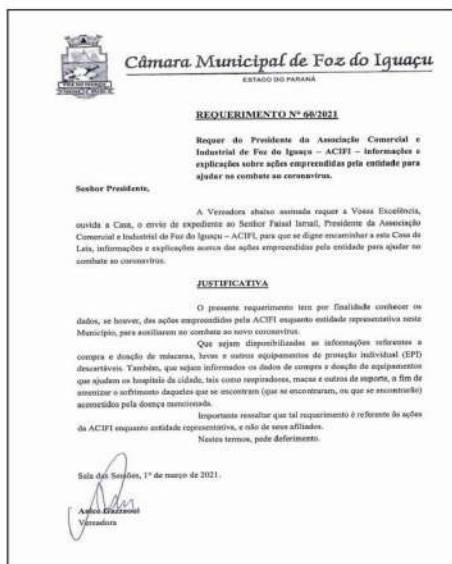 Câmara Municipal de Foz do Iguaçu
ESTADO DO PARANÁ
REQUERIMENTO Nº 60/2021
Requer do Presidente da Associação Comercial e
Industrial de Foz do Iguaçu – ACIFI – informações e
explicações sobre ações empreendidas pela entidade para
ajudar no combate ao coronavírus.
Senhor Presidente,
A Vereadora abaixo assinada requer a Vossa Excelência,
ouvida a Casa, o envio de expediente ao Senhor Faisal Ismail, Presidente da Associação
Comercial e Industrial de Foz do Iguaçu – ACIFI, para que se digne encaminhar a esta Casa de
Leis, informações e explicações acerca das ações empreendidas pela entidade para ajudar no
combate ao coronavírus.
JUSTIFICATIVA
O presente requerimento tem por finalidade conhecer os
dados, se houver, das ações empreendidas pela ACIFI enquanto entidade representativa neste
Município, para auxiliarem no combate ao novo coronavírus.
Que sejam disponibilizadas as informações referentes a
compra e doação de máscaras, luvas e outros equipamentos de proteção individual (EPI)
descartáveis. Também, que sejam informados os dados de compra e doação de equipamentos
que ajudem os hospitais da cidade, tais como respiradores, macas e outros de suporte, a fim de
amenizar o sofrimento daqueles que se encontram (que se encontraram, ou que se encontrarão)
acometidos pela doença mencionada.
Importante ressaltar que tal requerimento é referente às ações
da ACIFI enquanto entidade representativa, e não de seus afiliados.
Nestes termos, pede deferimento.
Sala das Sessões, 1º de março de 2021.
Vereadora